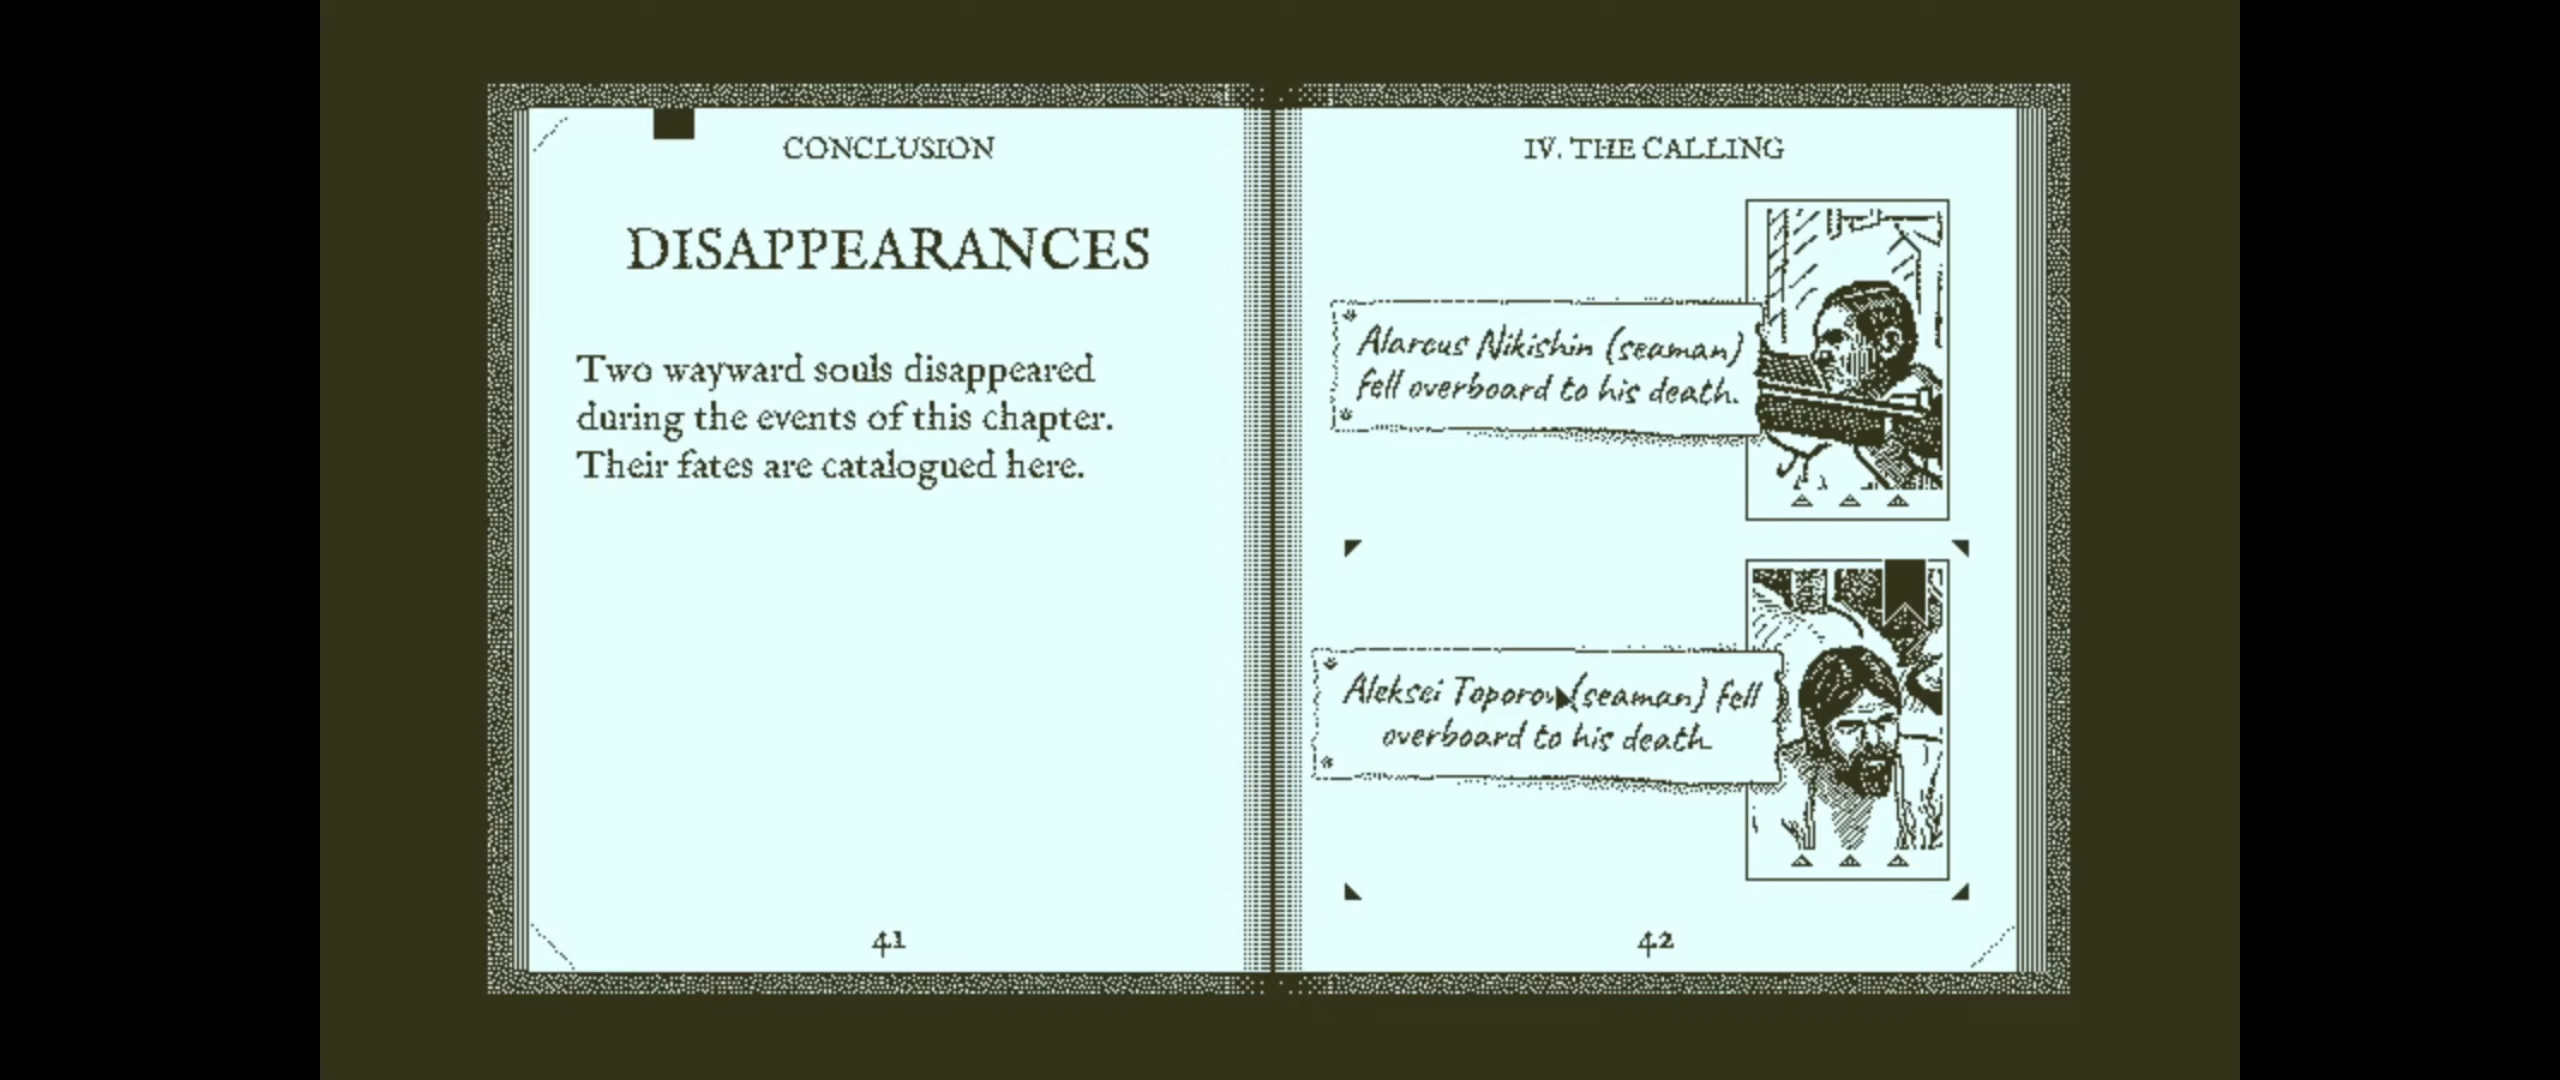 CONCLUSION
DISAPPEARANCES
Two wayward souls disappeared
during the events of this chapter.
Their fates are catalogued here.
41
IV. THE CALLING
Alarcus Nikishin (seaman)
fell overboard to his death.
Aleksei Toporov (seaman) fell
overboard to his death.
42